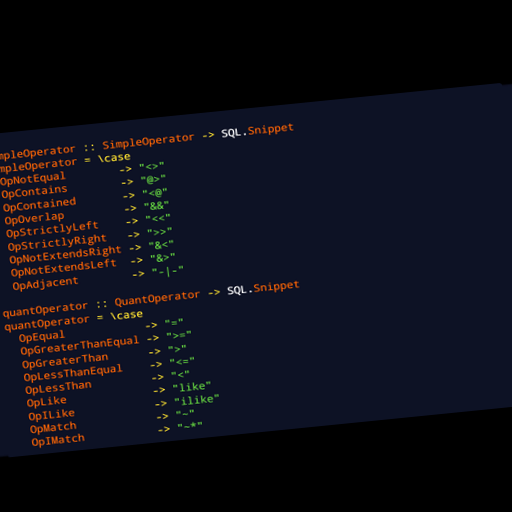 mpleOperator :: SimpleOperator -> SQL.Snippet
mpleOperator = \case
OpNotEqual -> "<>"
OpContains -> "@>"
OpContained -> "<@"
OpOverlap -> "&&"
OpStrictlyLeft -> "<<"
OpStrictlyRight -> ">>"
OpNotExtendsRight -> "&<"
OpNotExtendsLeft -> "&>"
OpAdjacent -> "-|-"
quantOperator :: QuantOperator -> SQL.Snippet
quantOperator = \case
OpEqual -> "="
OpGreaterThanEqual -> ">="
OpGreaterThan -> ">"
OpLessThanEqual -> "<="
OpLessThan -> "<"
OpLike -> "like"
OpILike -> "ilike"
OpMatch -> "~"
OpIMatch -> "~*"